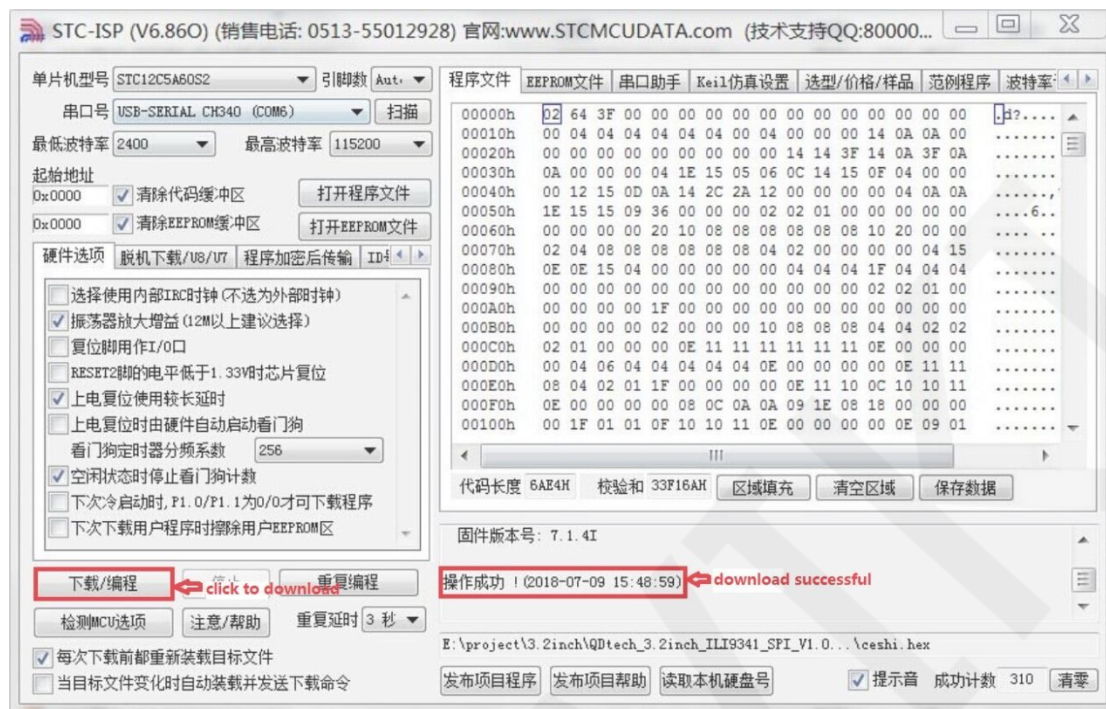 STC-ISP (V6.86O) (销售电话: 0513-55012928) 官网:www.STCMCUDATA.com (技术支持QQ:80000...
单片机型号 STC12C5A60S2 引脚数 Aut.
串口号 USB-SERIAL CH340 (COM6) 扫描
最低波特率 2400 最高波特率 115200
起始地址
0x0000 清除代码缓冲区 打开程序文件
0x0000 清除EEPROM缓冲区 打开EEPROM文件
硬件选项 脱机下载/U8/U7 程序加密后传输
选择使用内部IRC时钟(不选为外部时钟)
振荡器放大增益(12M以上建议选择)
复位脚用作I/O口
RESET2脚的电平低于1.33V时芯片复位
上电复位使用较长延时
上电复位时由硬件自动启动看门狗
看门狗定时器分频系数 256
空闲状态时停止看门狗计数
下次冷启动时,P1.0/P1.1为0/0才可下载程序
下次下载用户程序时擦除用户EEPROM区
下载/编程 click to download 重复编程
检测MCU选项 注意/帮助 重复延时 3 秒
每次下载前都重新装载目标文件
当目标文件变化时自动装载并发送下载命令
程序文件 EEPROM文件 串口助手 Keil仿真设置 选型/价格/样品 范例程序 波特率
00000h 02 64 3F 00 00 00 00 00 00 00 00 00 00 00 00 00 .d?....
00010h 00 04 04 04 04 04 04 00 04 00 00 00 14 0A 0A 00 .......
00020h 00 00 00 00 00 00 00 00 00 14 14 3F 14 0A 3F 0A .......
00030h 0A 00 00 00 04 1E 15 05 06 0C 14 15 0F 04 00 00 .......
00040h 00 12 15 0D 0A 14 2C 2A 12 00 00 00 00 04 0A 0A ......,
00050h 1E 15 15 09 36 00 00 00 02 02 01 00 00 00 00 00 ....6..
00060h 00 00 00 00 20 10 08 08 08 08 08 08 10 20 00 00 .......
00070h 02 04 08 08 08 08 08 08 04 02 00 00 00 00 04 15 .......
00080h 0E 0E 15 04 00 00 00 00 00 00 04 04 04 1F 04 04 04 .......
00090h 00 00 00 00 00 00 00 00 00 00 00 00 02 02 01 00 .......
000A0h 00 00 00 00 1F 00 00 00 00 00 00 00 00 00 00 00 .......
000B0h 00 00 00 00 02 00 00 00 10 08 08 08 04 04 02 02 .......
000C0h 02 01 00 00 00 0E 11 11 11 11 11 11 0E 00 00 00 .......
000D0h 00 04 06 04 04 04 04 04 0E 00 00 00 00 0E 11 11 .......
000E0h 08 04 02 01 1F 00 00 00 00 0E 11 10 0C 10 10 11 .......
000F0h 0E 00 00 00 00 08 0C 0A 0A 09 1E 08 18 00 00 00 .......
00100h 00 1F 01 01 0F 10 10 11 0E 00 00 00 00 0E 09 01 .......
代码长度 6AE4H 校验和 33F16AH 区域填充 清空区域 保存数据
固件版本号: 7.1.4I
操作成功 !(2018-07-09 15:48:59) download successful
E:\project\3.2inch\QDtech_3.2inch_ILI9341_SPI_V1.0...\ceshi.hex
发布项目程序 发布项目帮助 读取本机硬盘号 提示音 成功计数 310 清零